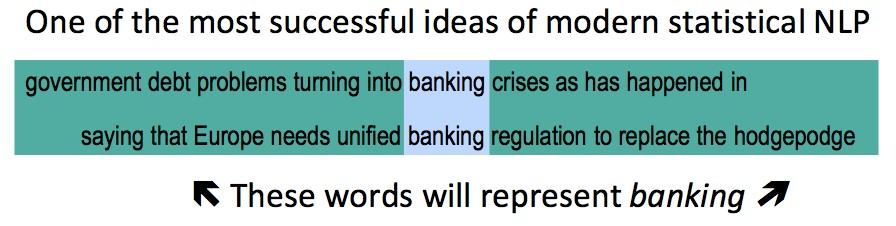 One of the most successful ideas of modern statistical NLP
government debt problems turning into banking crises as has happened in
saying that Europe needs unified banking regulation to replace the hodgepodge
↖ These words will represent banking ↗